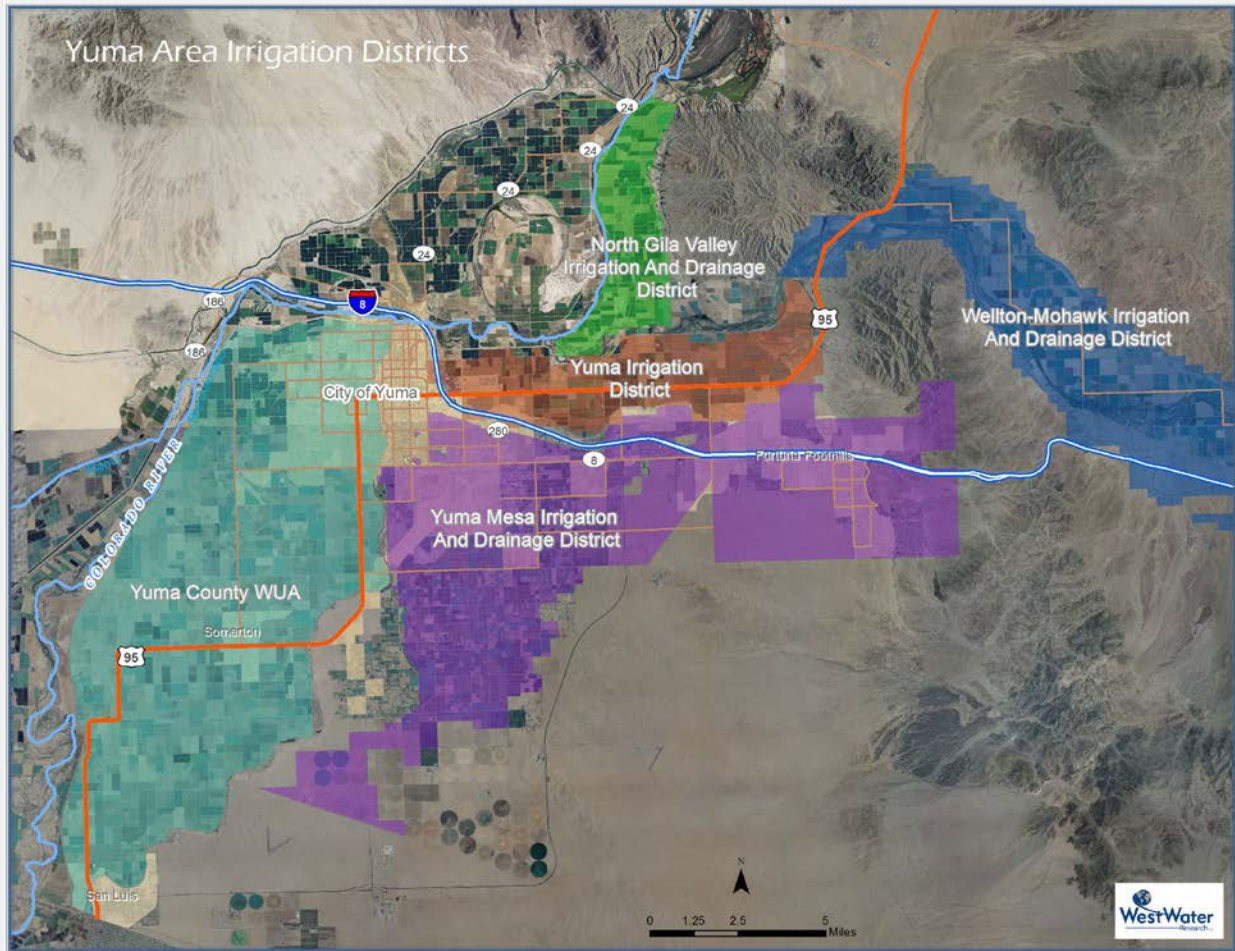 Yuma Area Irrigation Districts
24
24
24
24
North Gila Valley
Irrigation And Drainage
District
186
8
95
Wellton-Mohawk Irrigation
And Drainage District
186
Yuma Irrigation
District
City of Yuma
280
8
Fortuna Foothills
COLORADO RIVER
Yuma Mesa Irrigation
And Drainage District
Yuma County WUA
Somerton
95
San Luis
N
0 1.25 2.5 5
Miles
WestWater
Research